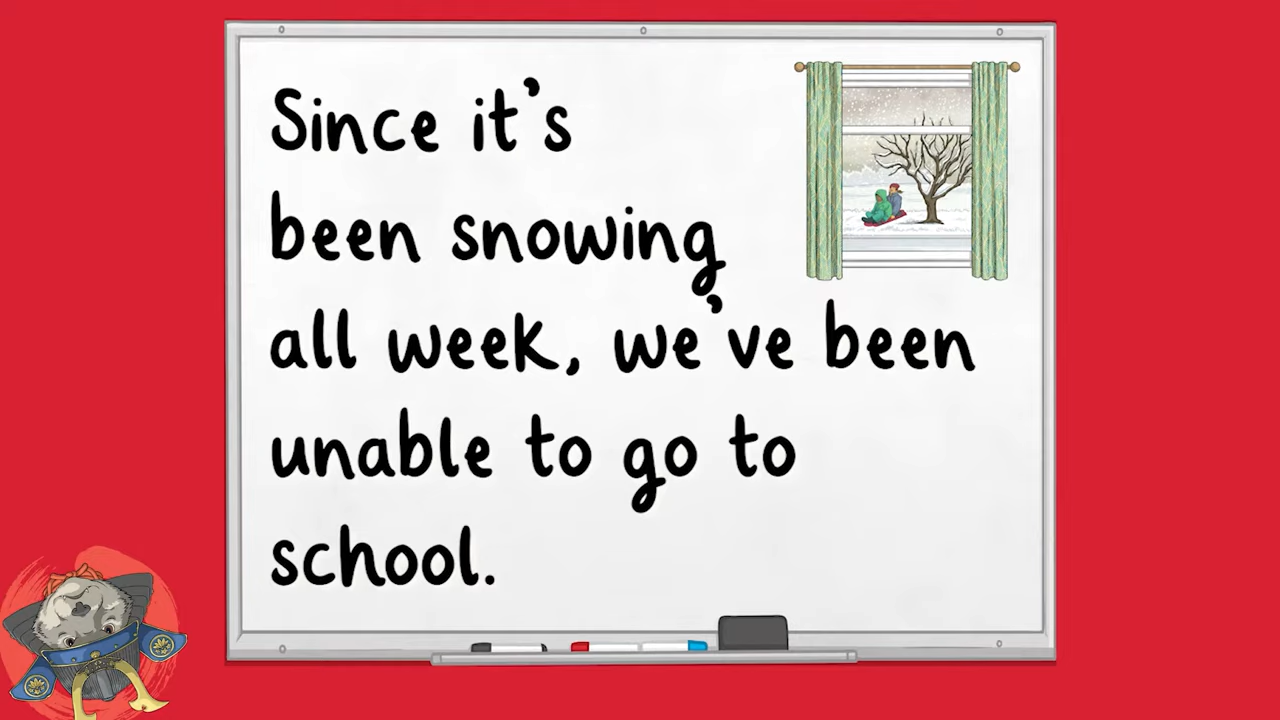 Since it's
been snowing
all week, we've been
unable to go to
school.